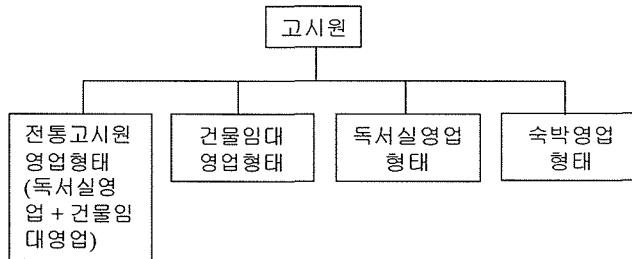 고시원
전통고시원
영업형태
(독서실영
업 + 건물임
대영업)
건물임대
영업형태
독서실영업
형태
숙박영업
형태